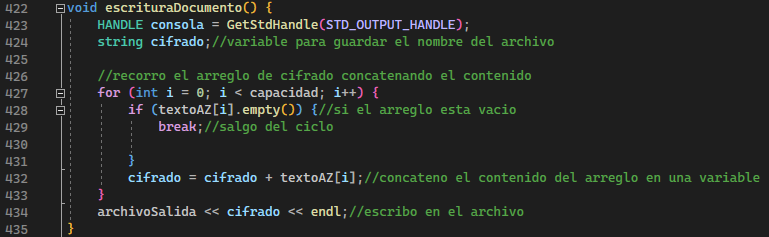 422 void escrituraDocumento() {
423 HANDLE consola = GetStdHandle(STD_OUTPUT_HANDLE);
424 string cifrado;//variable para guardar el nombre del archivo
425
426 //recorro el arreglo de cifrado concatenando el contenido
427 for (int i = 0; i < capacidad; i++) {
428 if (textoAZ[i].empty()) {//si el arreglo esta vacio
429 break;//salgo del ciclo
430
431 }
432 cifrado = cifrado + textoAZ[i];//concateno el contenido del arreglo en una variable
433 }
434 archivoSalida << cifrado << endl;//escribo en el archivo
435 }